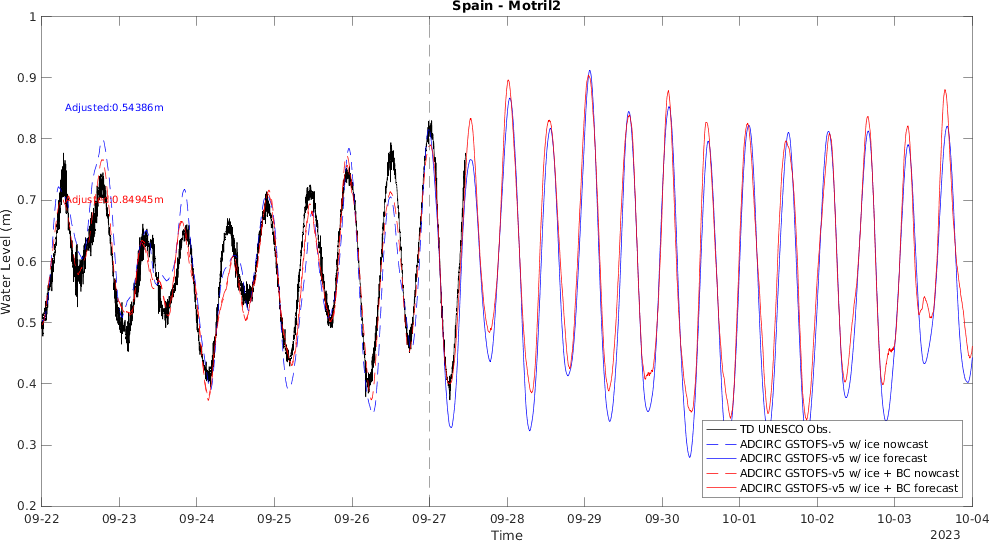 Spain - Motril2
1
0.9
0.8
0.7
0.6
0.5
0.4
0.3
0.2
Water Level (m)
Adjusted:0.54386m
Adjusted:0.84945m
TD UNESCO Obs.
ADCIRC GSTOFS-v5 w/ ice nowcast
ADCIRC GSTOFS-v5 w/ ice forecast
ADCIRC GSTOFS-v5 w/ ice + BC nowcast
ADCIRC GSTOFS-v5 w/ ice + BC forecast
09-22 09-23 09-24 09-25 09-26 09-27 09-28 09-29 09-30 10-01 10-02 10-03 10-04
Time
2023